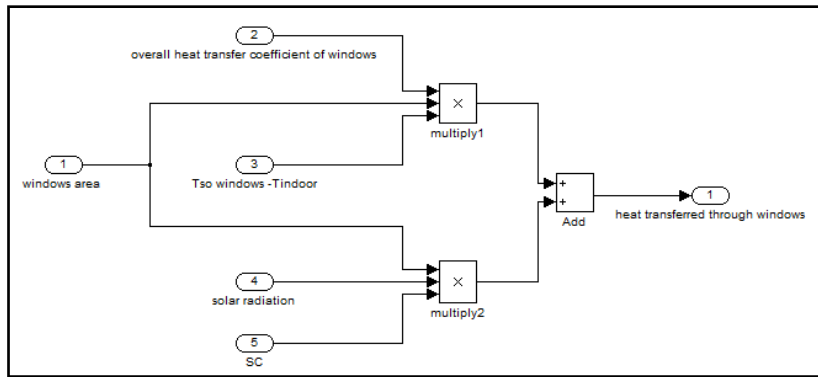 2
overall heat transfer coefficient of windows
×
multiply1
1
windows area
3
Tso windows -Tindoor
+
+
Add
1
heat transferred through windows
4
solar radiation
×
multiply2
5
SC